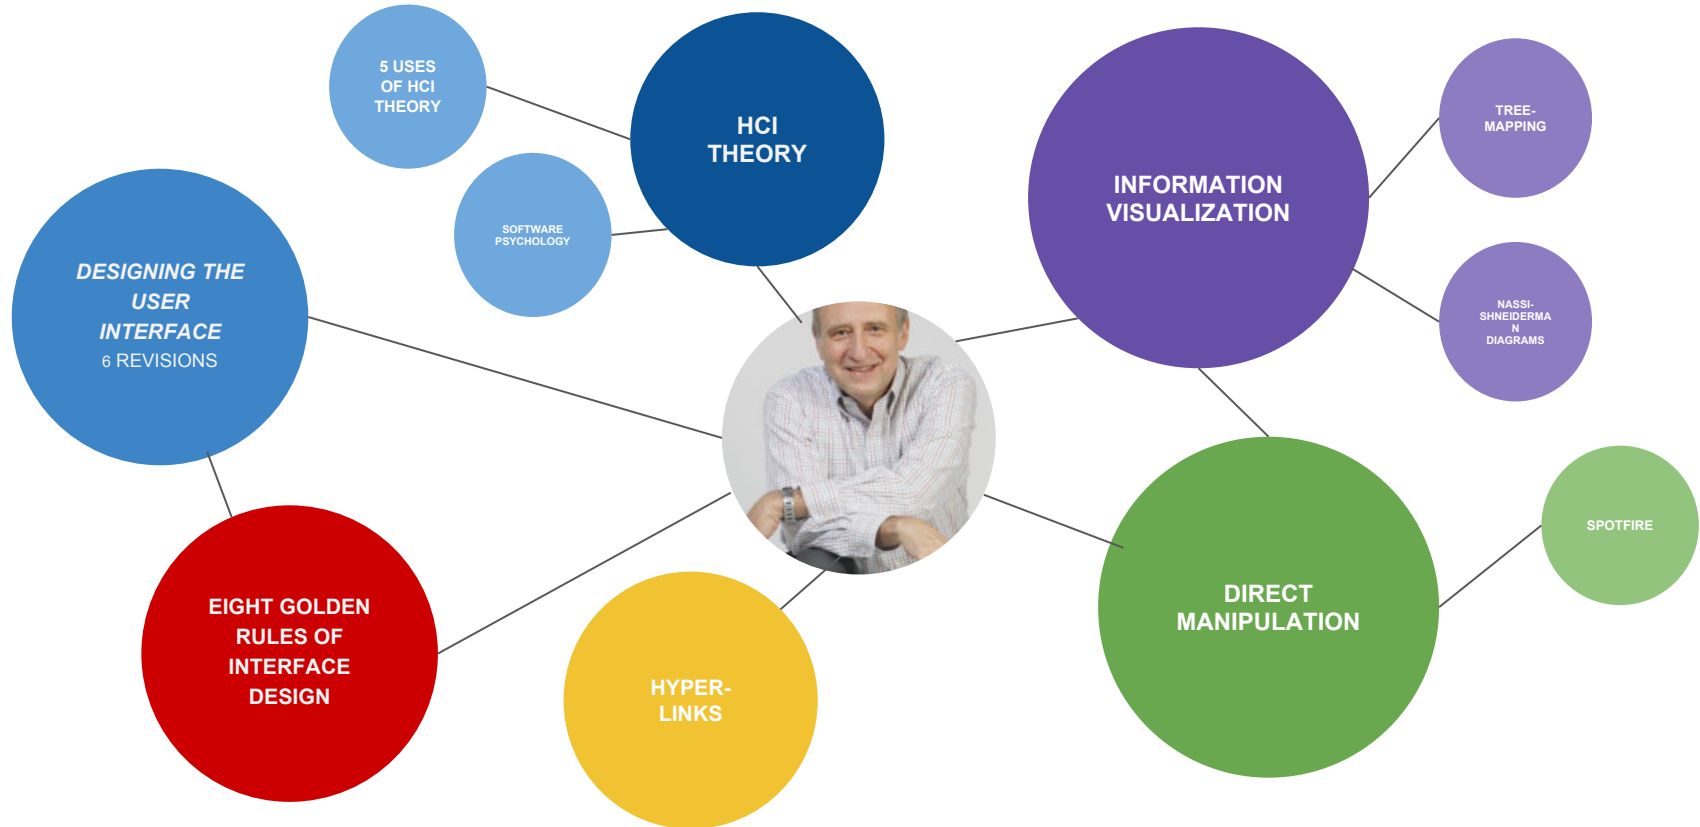 5 USES
OF HCI
THEORY
HCI
THEORY
SOFTWARE
PSYCHOLOGY
INFORMATION
VISUALIZATION
TREE-
MAPPING
NASSI-
SHNEIDERMA
N
DIAGRAMS
DESIGNING THE
USER
INTERFACE
6 REVISIONS
EIGHT GOLDEN
RULES OF
INTERFACE
DESIGN
HYPER-
LINKS
DIRECT
MANIPULATION
SPOTFIRE